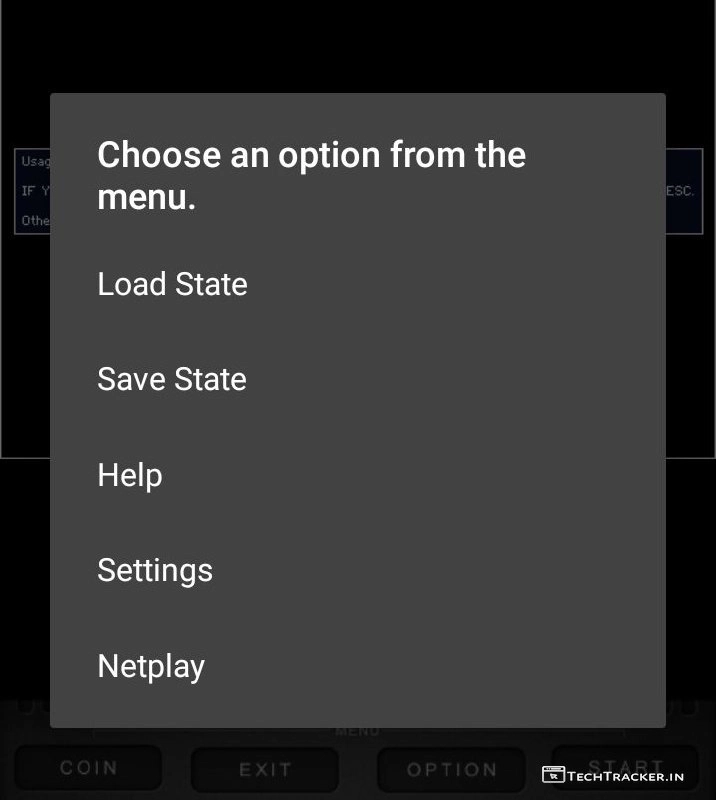 Choose an option from the
menu.
Load State
Usag
IF Y
ESC.
Othe
Save State
Help
Settings
Netplay
MENU
COIN
EXIT
OPTION
START
TECHTRACKER.IN